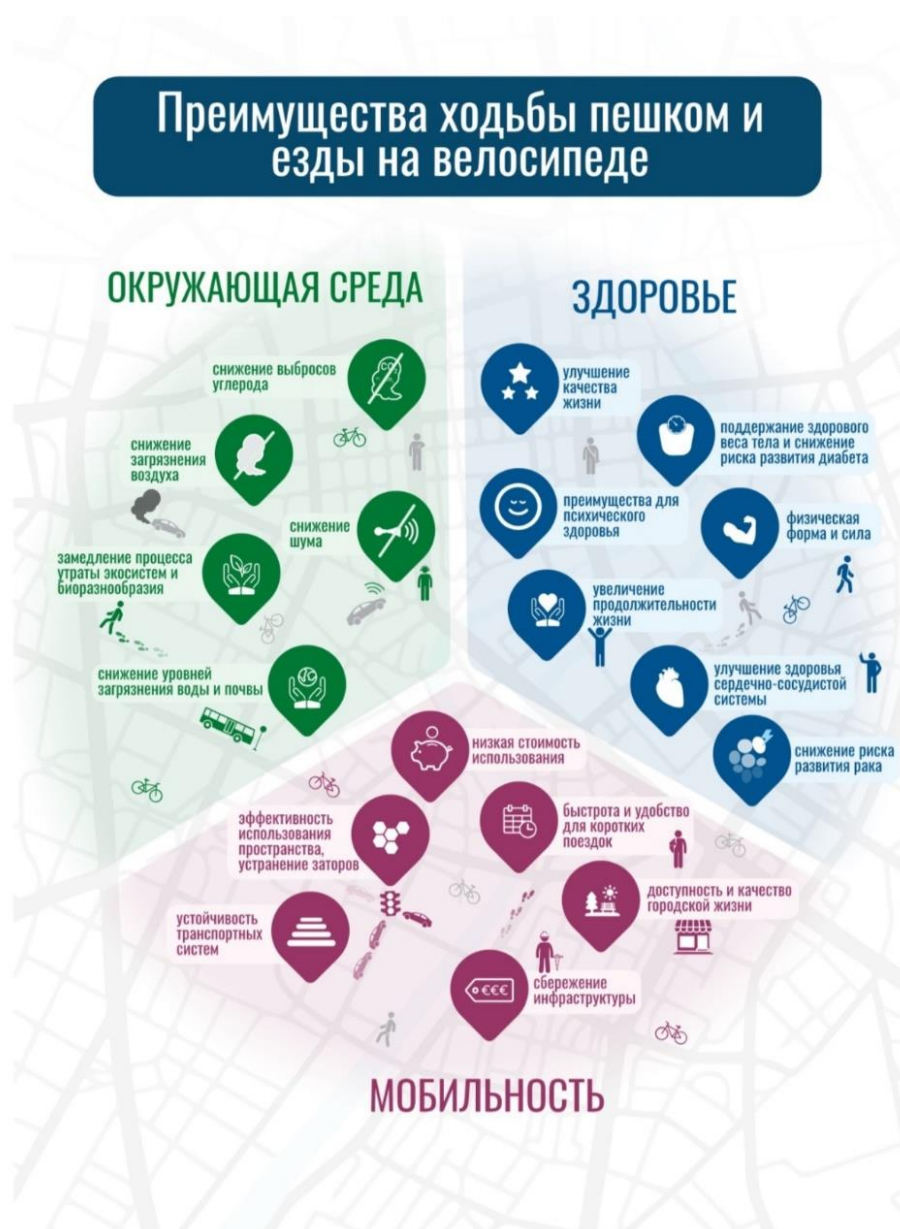 Преимущества ходьбы пешком и
езды на велосипеде
ОКРУЖАЮЩАЯ СРЕДА
снижение выбросов
углерода
снижение
загрязнения
воздуха
снижение
шума
замедление процесса
утраты экосистем и
биоразнообразия
снижение уровней
загрязнения воды и почвы
ЗДОРОВЬЕ
улучшение
качества
жизни
поддержание здорового
веса тела и снижение
риска развития диабета
преимущества для
психического
здоровья
физическая
форма и сила
увеличение
продолжительности
жизни
улучшение здоровья
сердечно-сосудистой
системы
снижение риска
развития рака
низкая стоимость
использования
эффективность
использования
пространства,
устранение заторов
быстрота и удобство
для коротких
поездок
доступность и качество
городской жизни
устойчивость
транспортных
систем
€€€
сбережение
инфраструктуры
МОБИЛЬНОСТЬ